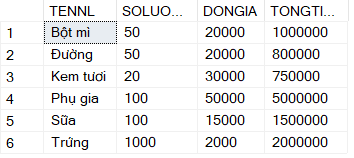 TENNL SOLUO... DONGIA TONGTI...
1 Bột mì 50 20000 1000000
2 Đường 50 20000 800000
3 Kem tươi 20 30000 750000
4 Phụ gia 100 50000 5000000
5 Sữa 100 15000 1500000
6 Trứng 1000 2000 2000000